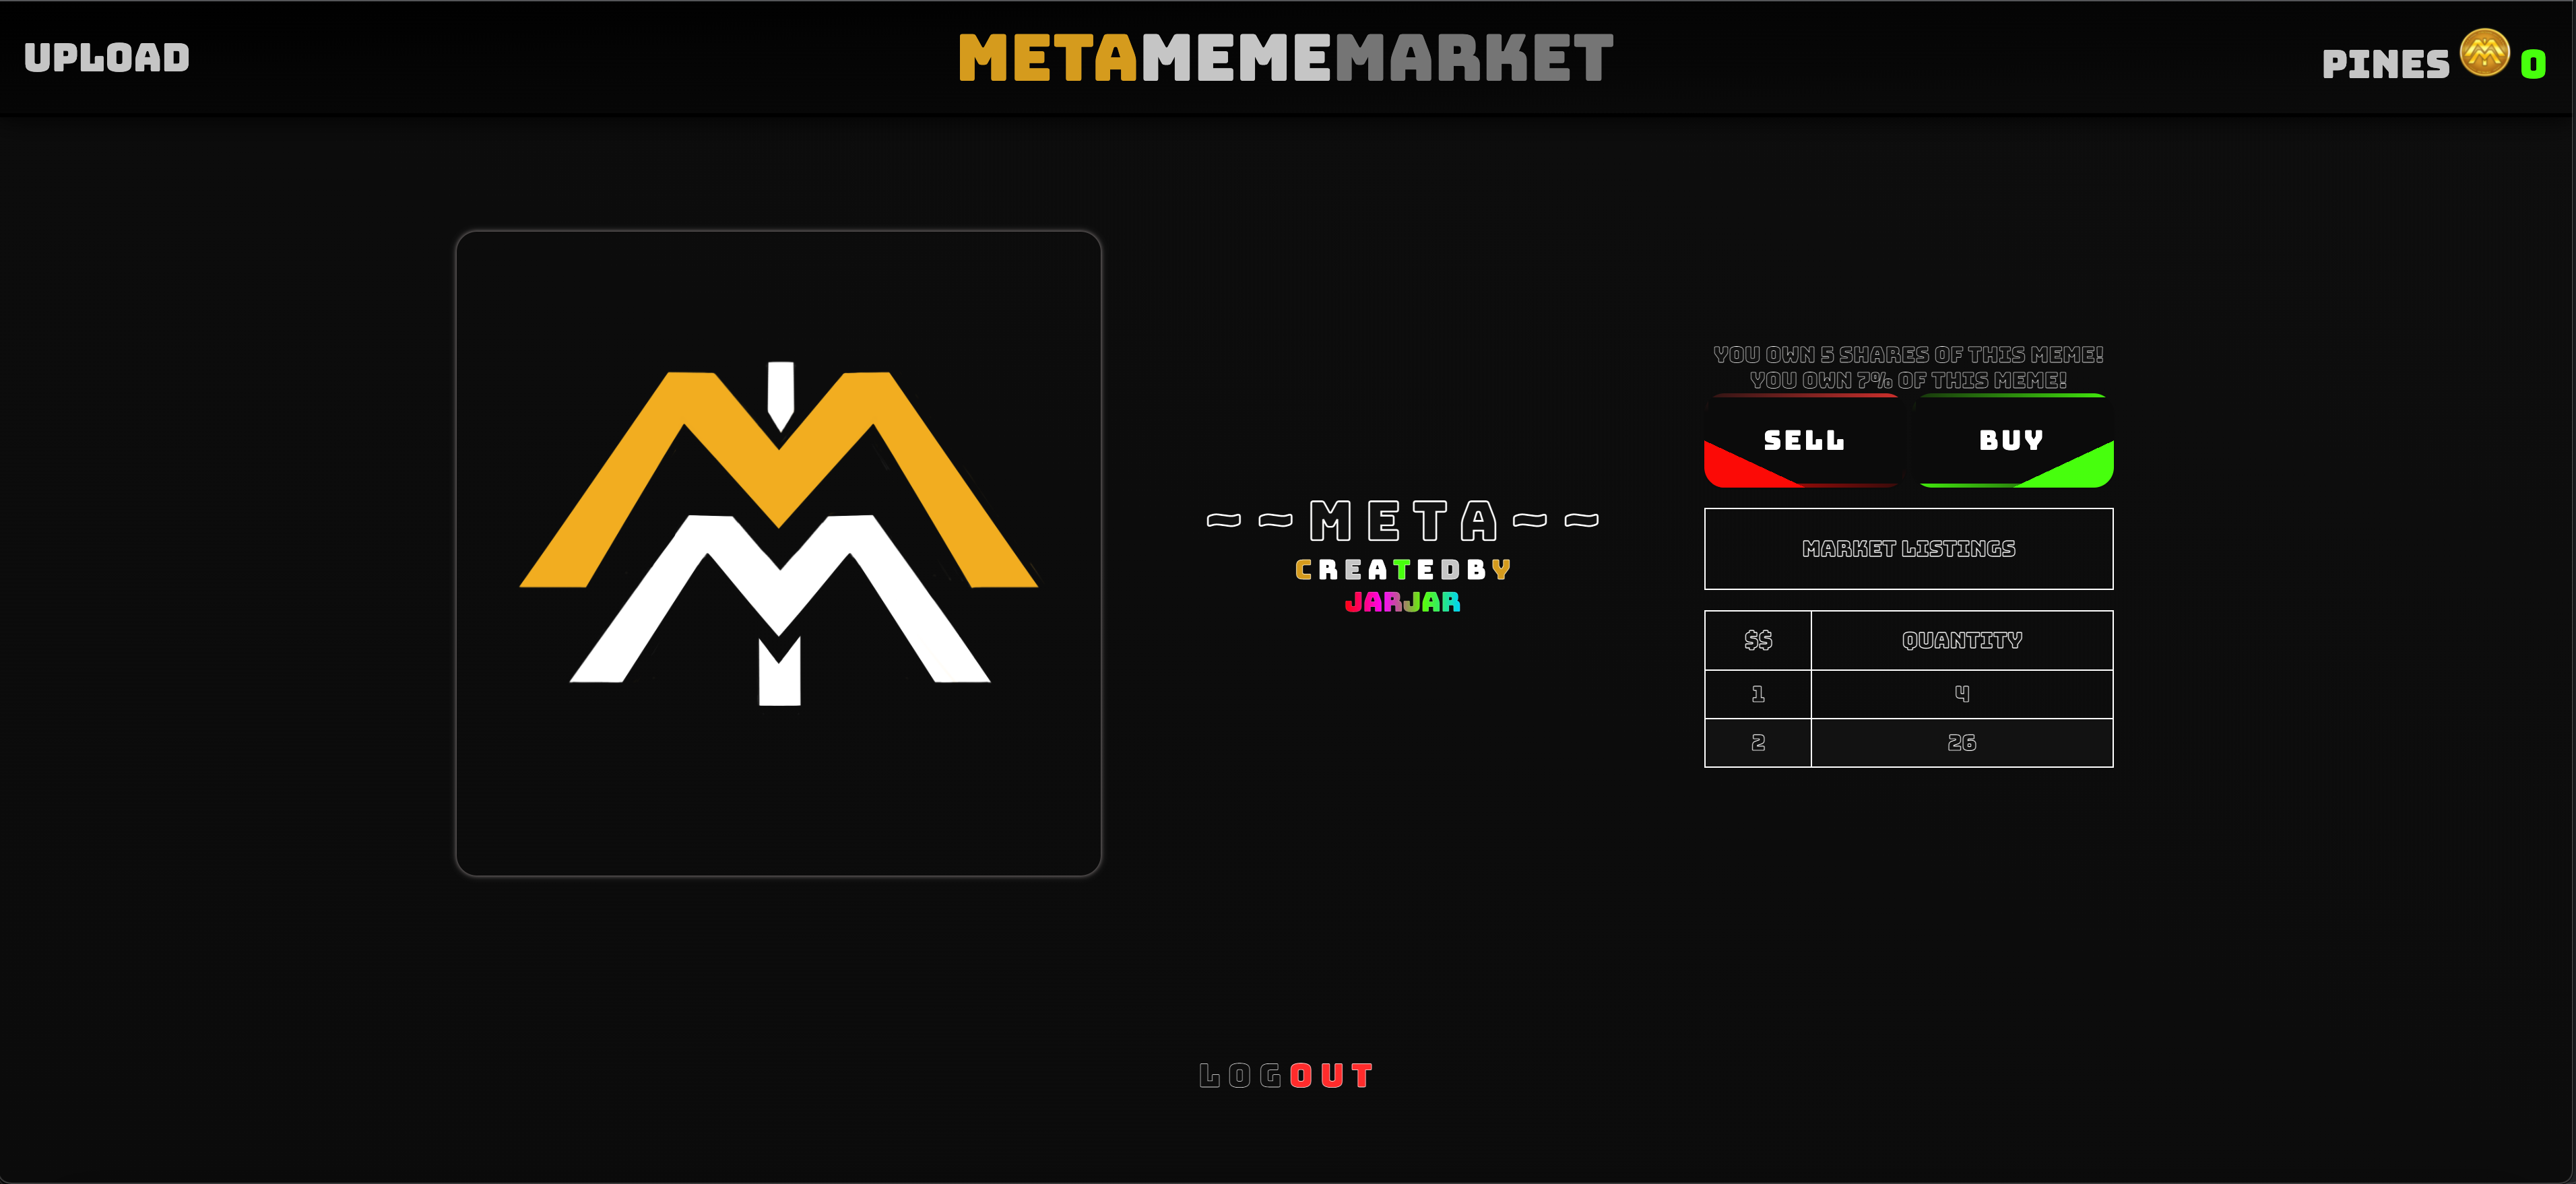 UPLOAD
METAMEMEMARKET
PINES 0
YOU OWN 5 SHARES OF THIS MEME!
YOU OWN 7% OF THIS MEME!
SELL
BUY
~~META~~
CREATEDBY
JARJAR
MARKET LISTINGS
$$ QUANTITY
1 4
2 26
LOGOUT